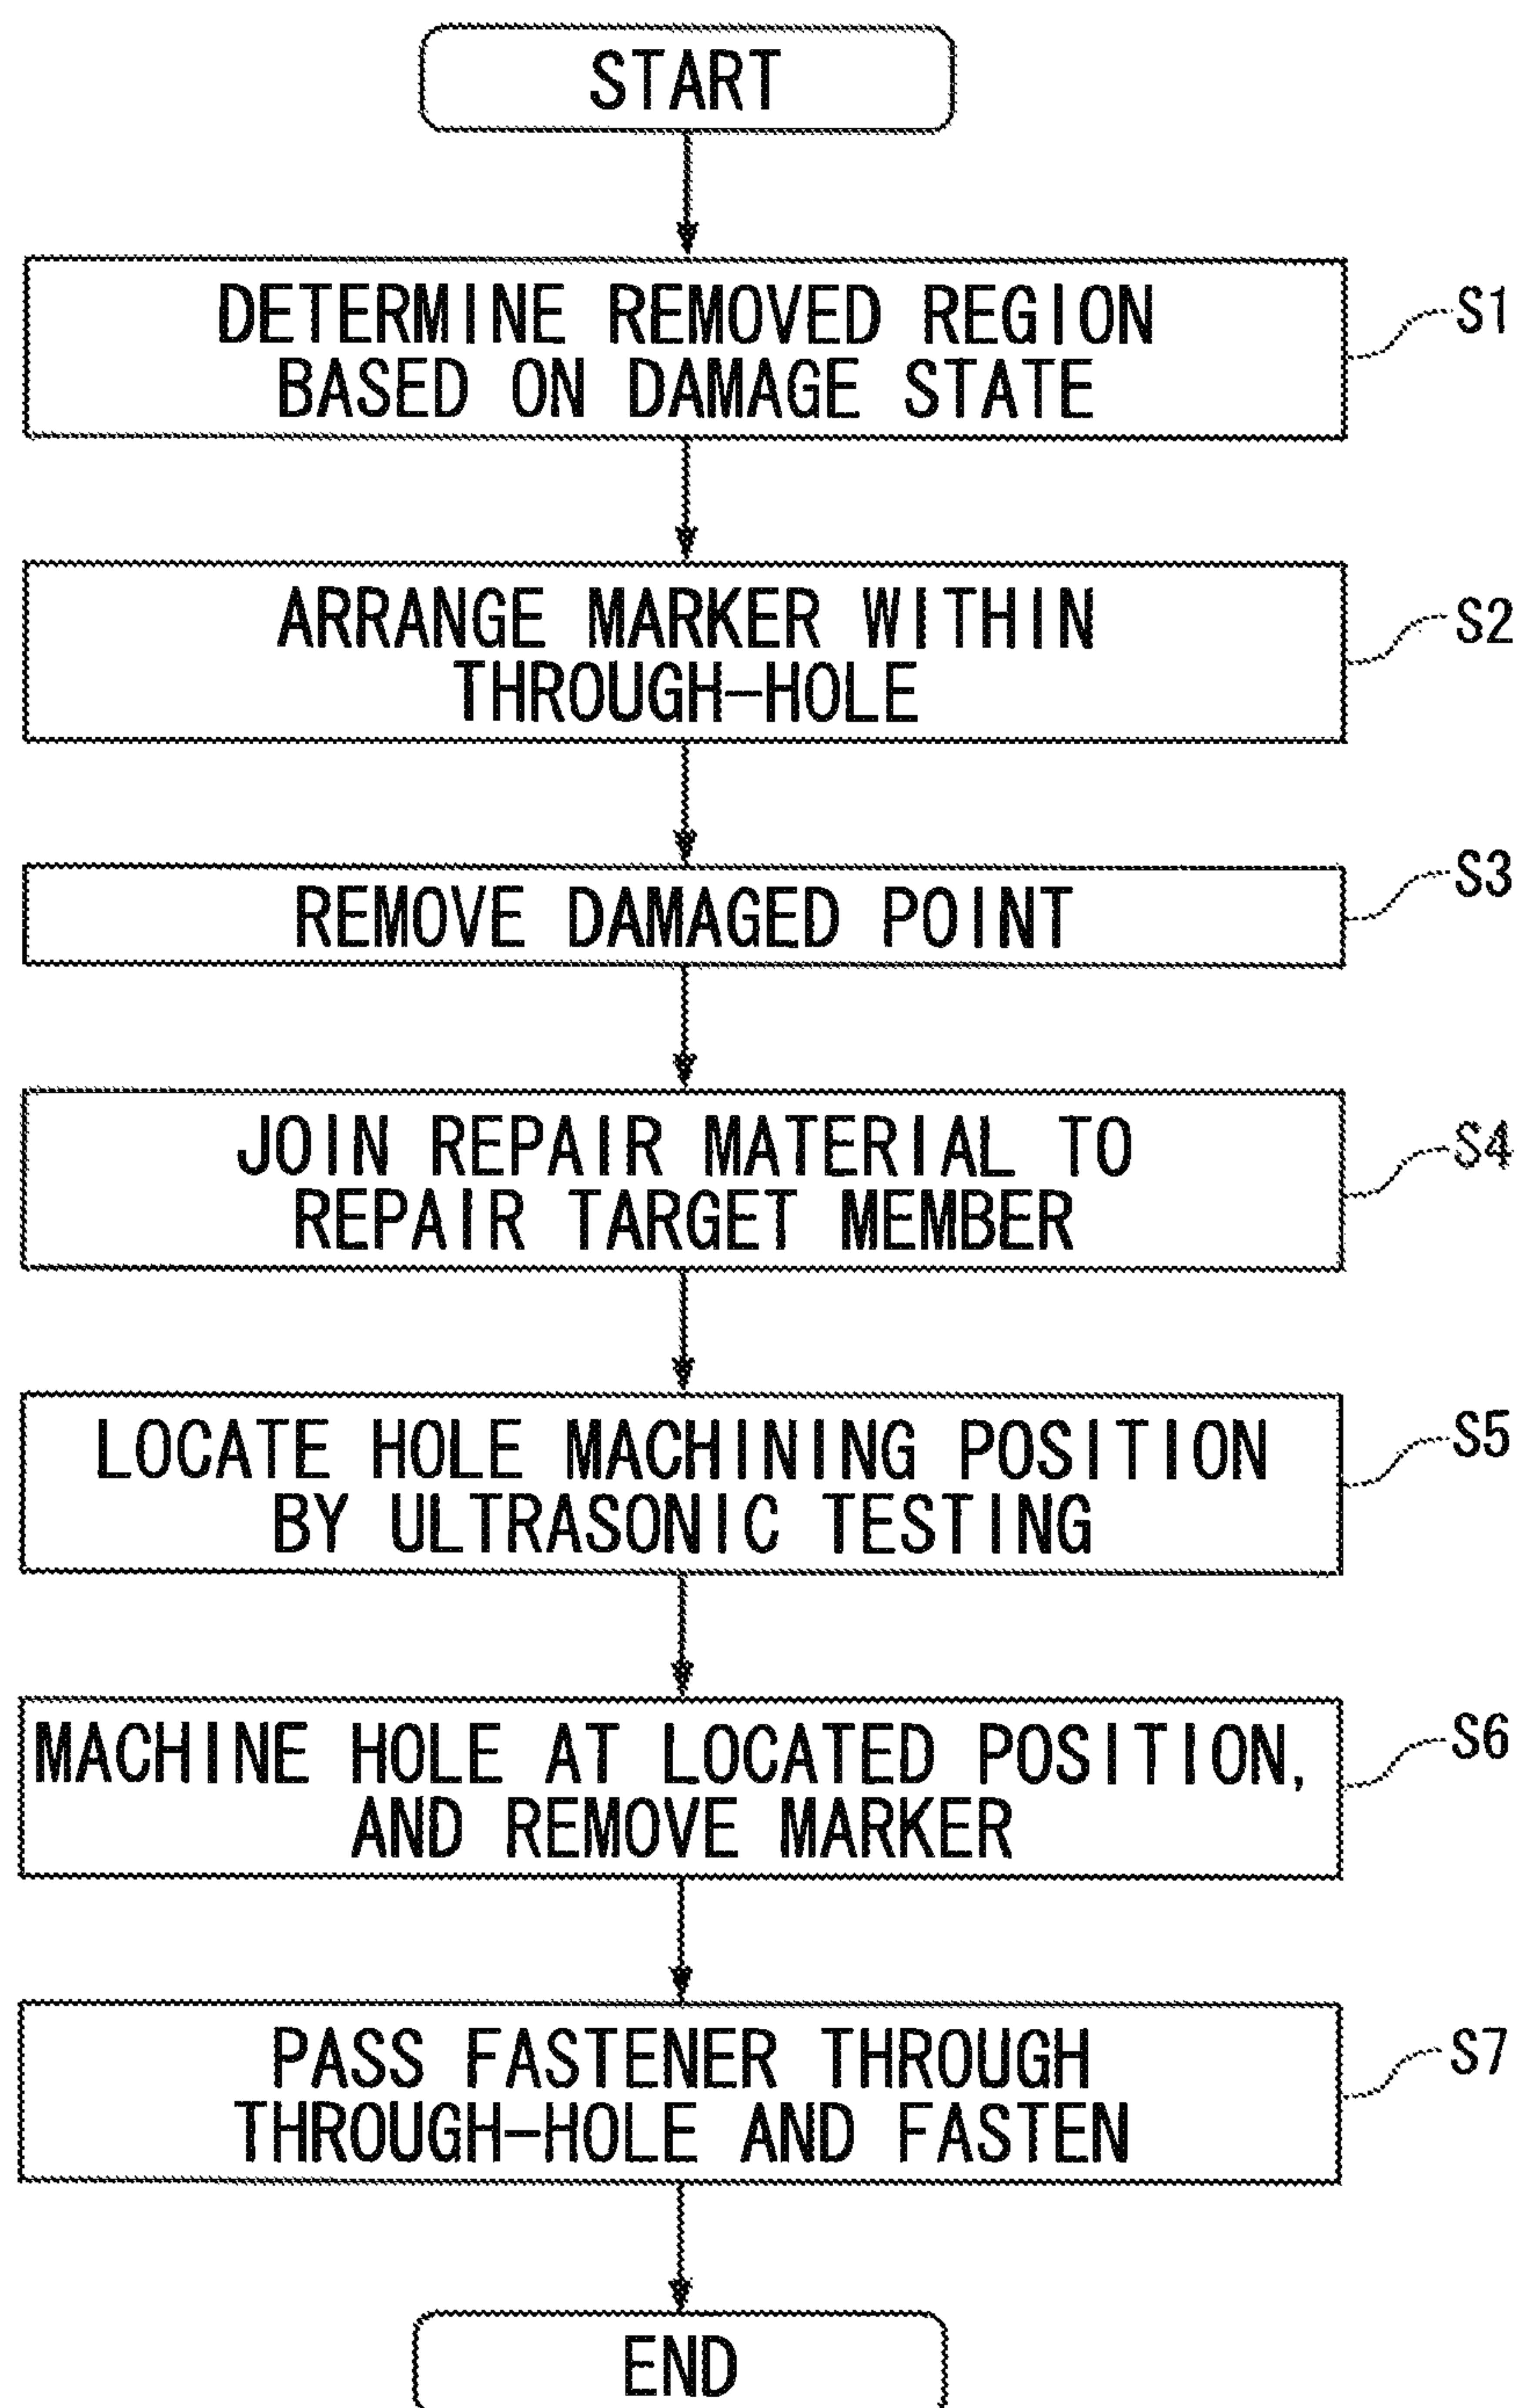 START
DETERMINE REMOVED REGION
BASED ON DAMAGE STATE
S1
ARRANGE MARKER WITHIN
THROUGH-HOLE
S2
REMOVE DAMAGED POINT
S3
JOIN REPAIR MATERIAL TO
REPAIR TARGET MEMBER
S4
LOCATE HOLE MACHINING POSITION
BY ULTRASONIC TESTING
S5
MACHINE HOLE AT LOCATED POSITION,
AND REMOVE MARKER
S6
PASS FASTENER THROUGH
THROUGH-HOLE AND FASTEN
S7
END